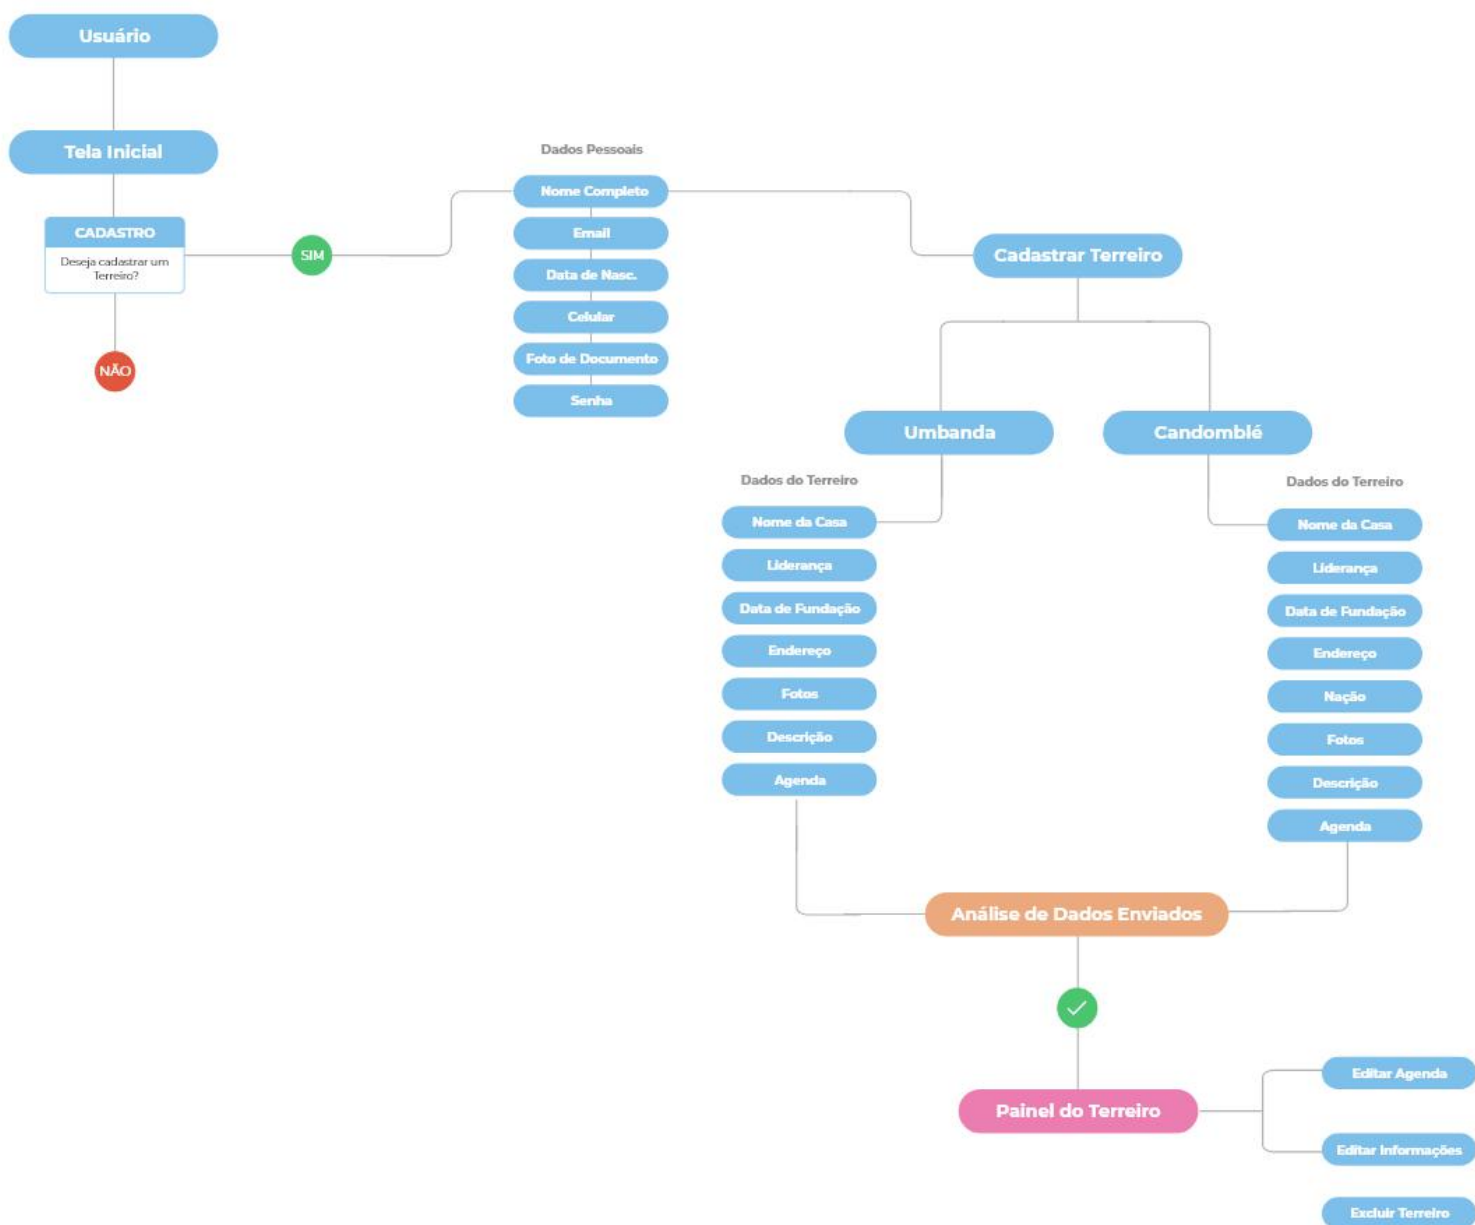 Usuário
Tela Inicial
CADASTRO
Deseja cadastrar um
Terreiro?
SIM
NÃO
Dados Pessoais
Nome Completo
Email
Data de Nasc.
Celular
Foto de Documento
Senha
Cadastrar Terreiro
Umbanda
Candomblé
Dados do Terreiro
Nome da Casa
Liderança
Data de Fundação
Endereço
Fotos
Descrição
Agenda
Dados do Terreiro
Nome da Casa
Liderança
Data de Fundação
Endereço
Nação
Fotos
Descrição
Agenda
Análise de Dados Enviados
Painel do Terreiro
Editar Agenda
Editar Informações
Excluir Terreiro